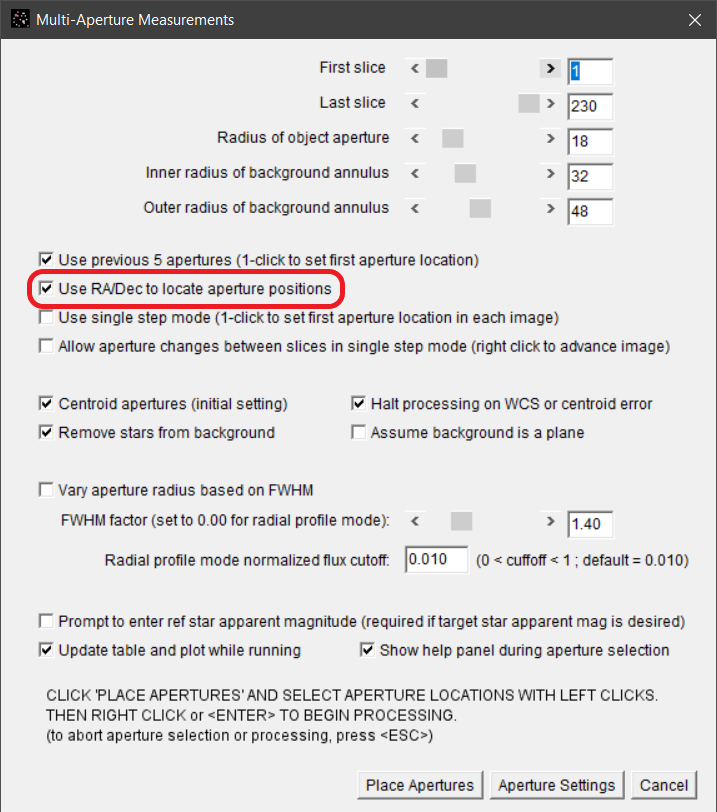 Multi-Aperture Measurements
First slice < > 1
Last slice < > 230
Radius of object aperture < > 18
Inner radius of background annulus < > 32
Outer radius of background annulus < > 48
Use previous 5 apertures (1-click to set first aperture location)
Use RA/Dec to locate aperture positions
Use single step mode (1-click to set first aperture location in each image)
Allow aperture changes between slices in single step mode (right click to advance image)
Centroid apertures (initial setting) Halt processing on WCS or centroid error
Remove stars from background Assume background is a plane
Vary aperture radius based on FWHM
FWHM factor (set to 0.00 for radial profile mode): < > 1.40
Radial profile mode normalized flux cutoff: 0.010 (0 < cuffoff < 1 ; default = 0.010)
Prompt to enter ref star apparent magnitude (required if target star apparent mag is desired)
Update table and plot while running Show help panel during aperture selection
CLICK 'PLACE APERTURES' AND SELECT APERTURE LOCATIONS WITH LEFT CLICKS.
THEN RIGHT CLICK or <ENTER> TO BEGIN PROCESSING.
(to abort aperture selection or processing, press <ESC>)
Place Apertures Aperture Settings Cancel